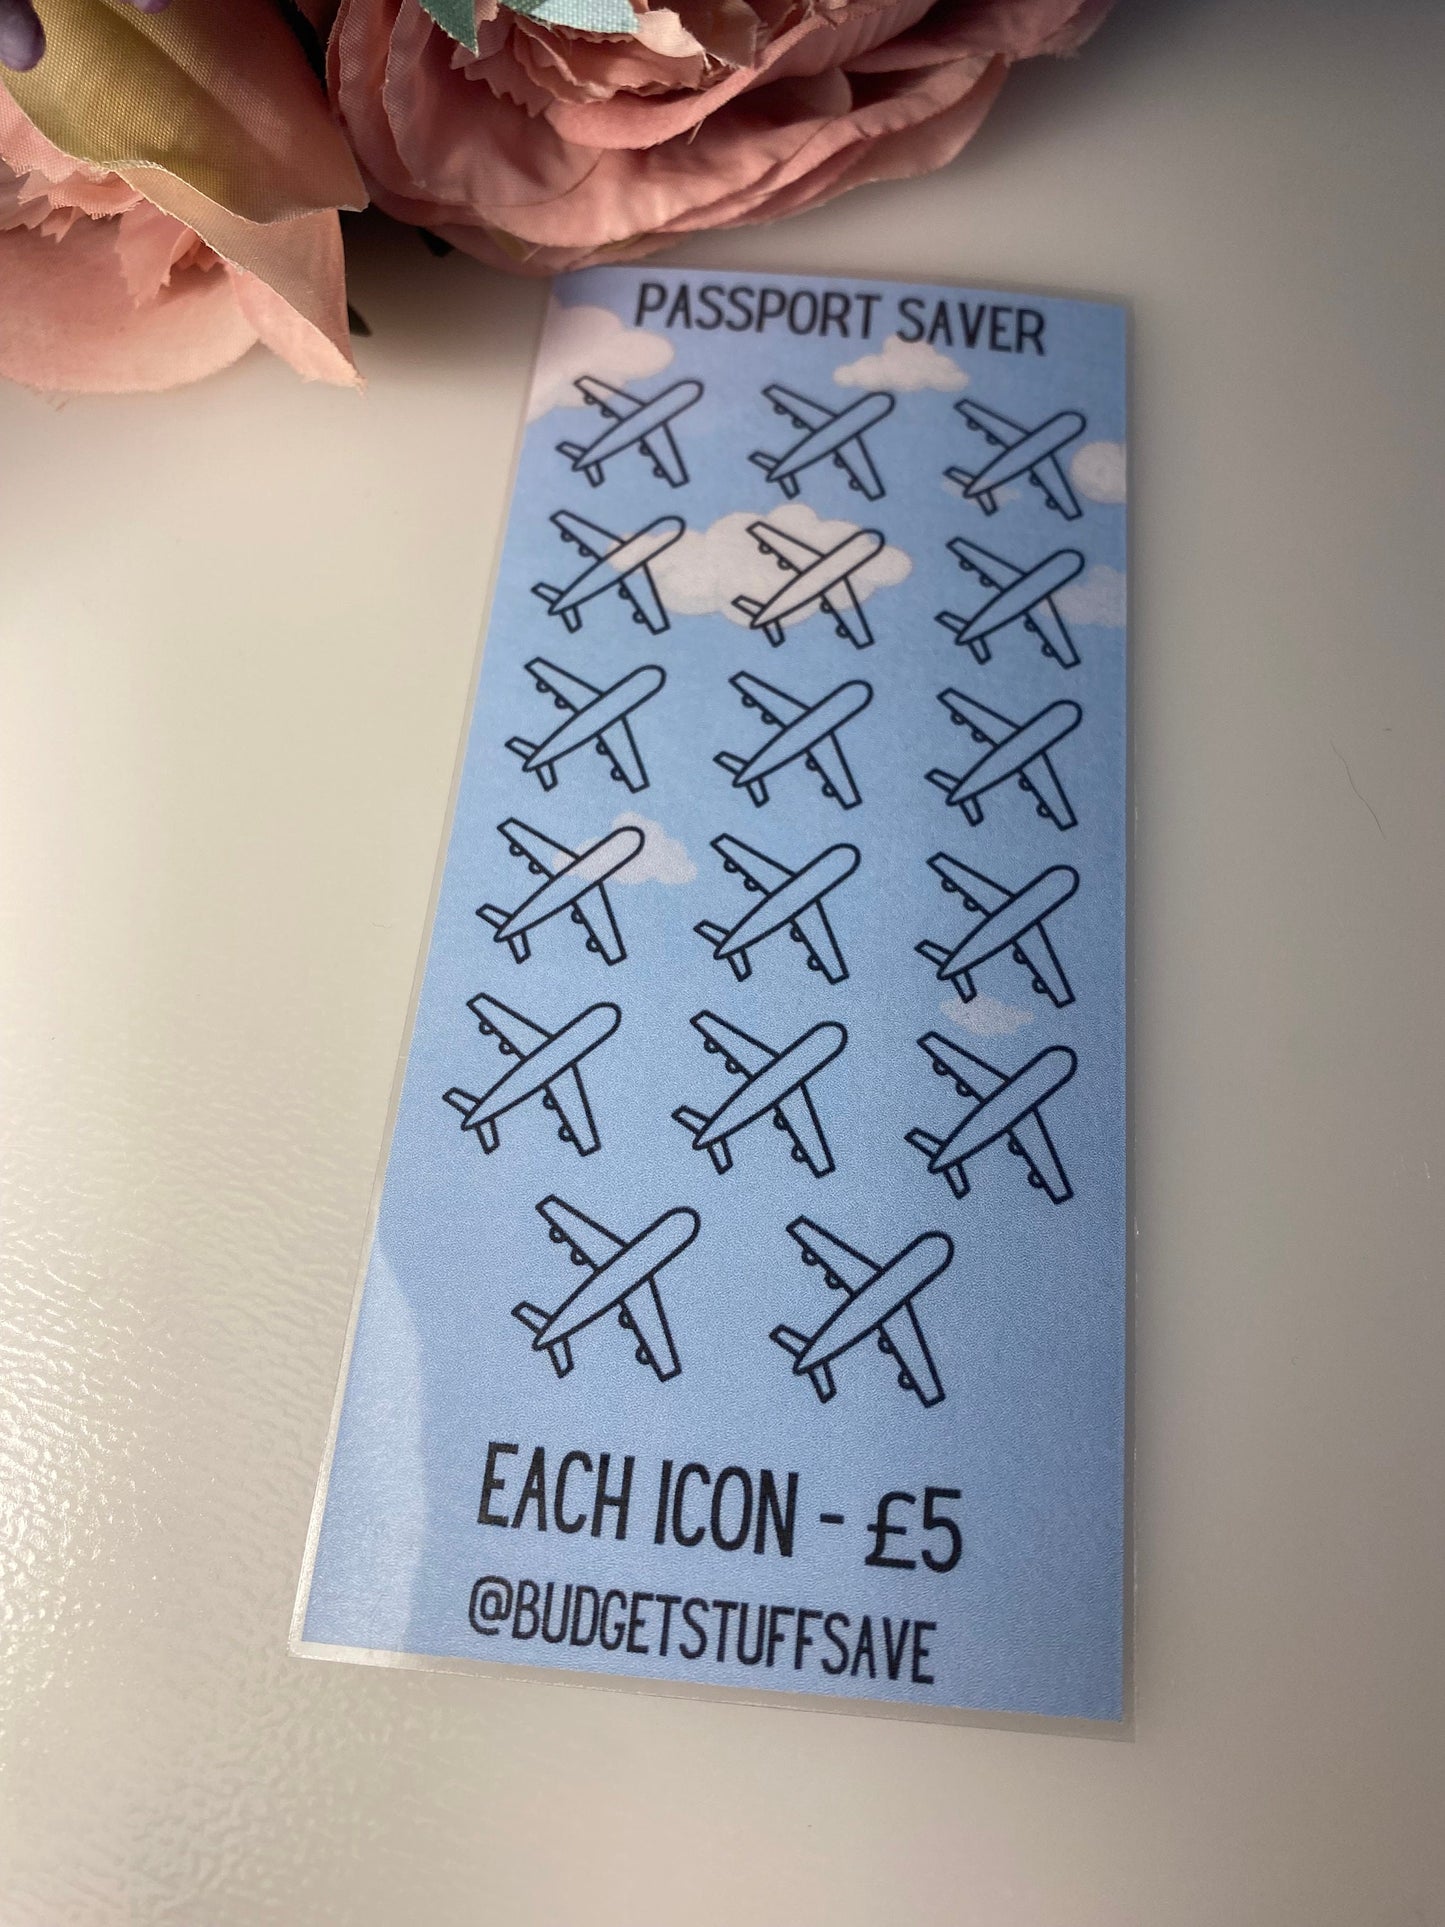 PASSPORT SAVER
EACH ICON - £5
@BUDGETSTUFFSAVE